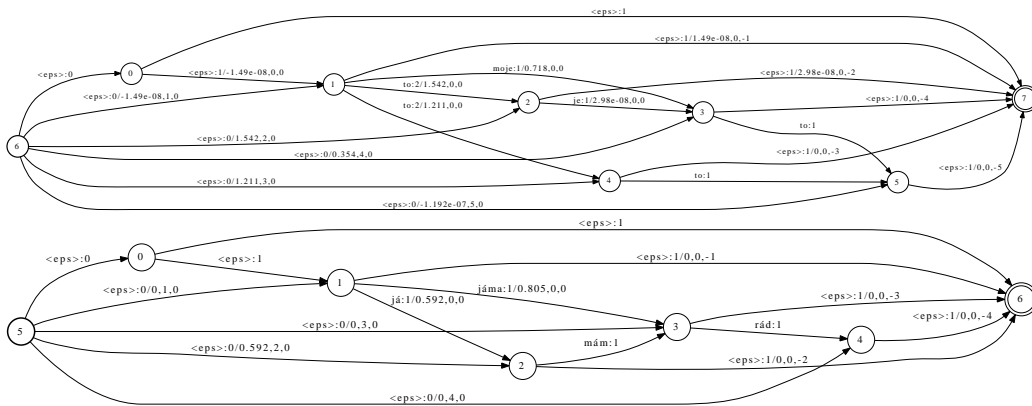 <eps>:1
<eps>:1/1.49e-08,0,-1
<eps>:0
0
<eps>:1/-1.49e-08,0,0
moje:1/0.718,0,0
<eps>:1/2.98e-08,0,-2
1
to:2/1.542,0,0
<eps>:0/-1.49e-08,1,0
to:2/1.211,0,0
2
je:1/2.98e-08,0,0
<eps>:1/0,0,-4
7
3
<eps>:0/1.542,2,0
to:1
6
<eps>:0/0.354,4,0
<eps>:1/0,0,-3
<eps>:1/0,0,-5
<eps>:0/1.211,3,0
4
to:1
5
<eps>:0/-1.192e-07,5,0
<eps>:1
<eps>:0
0
<eps>:1
<eps>:1/0,0,-1
<eps>:0/0,1,0
1
jáma:1/0.805,0,0
já:1/0.592,0,0
<eps>:1/0,0,-3
6
5
<eps>:0/0,3,0
3
rád:1
<eps>:1/0,0,-4
mám:1
4
<eps>:0/0.592,2,0
2
<eps>:1/0,0,-2
<eps>:0/0,4,0